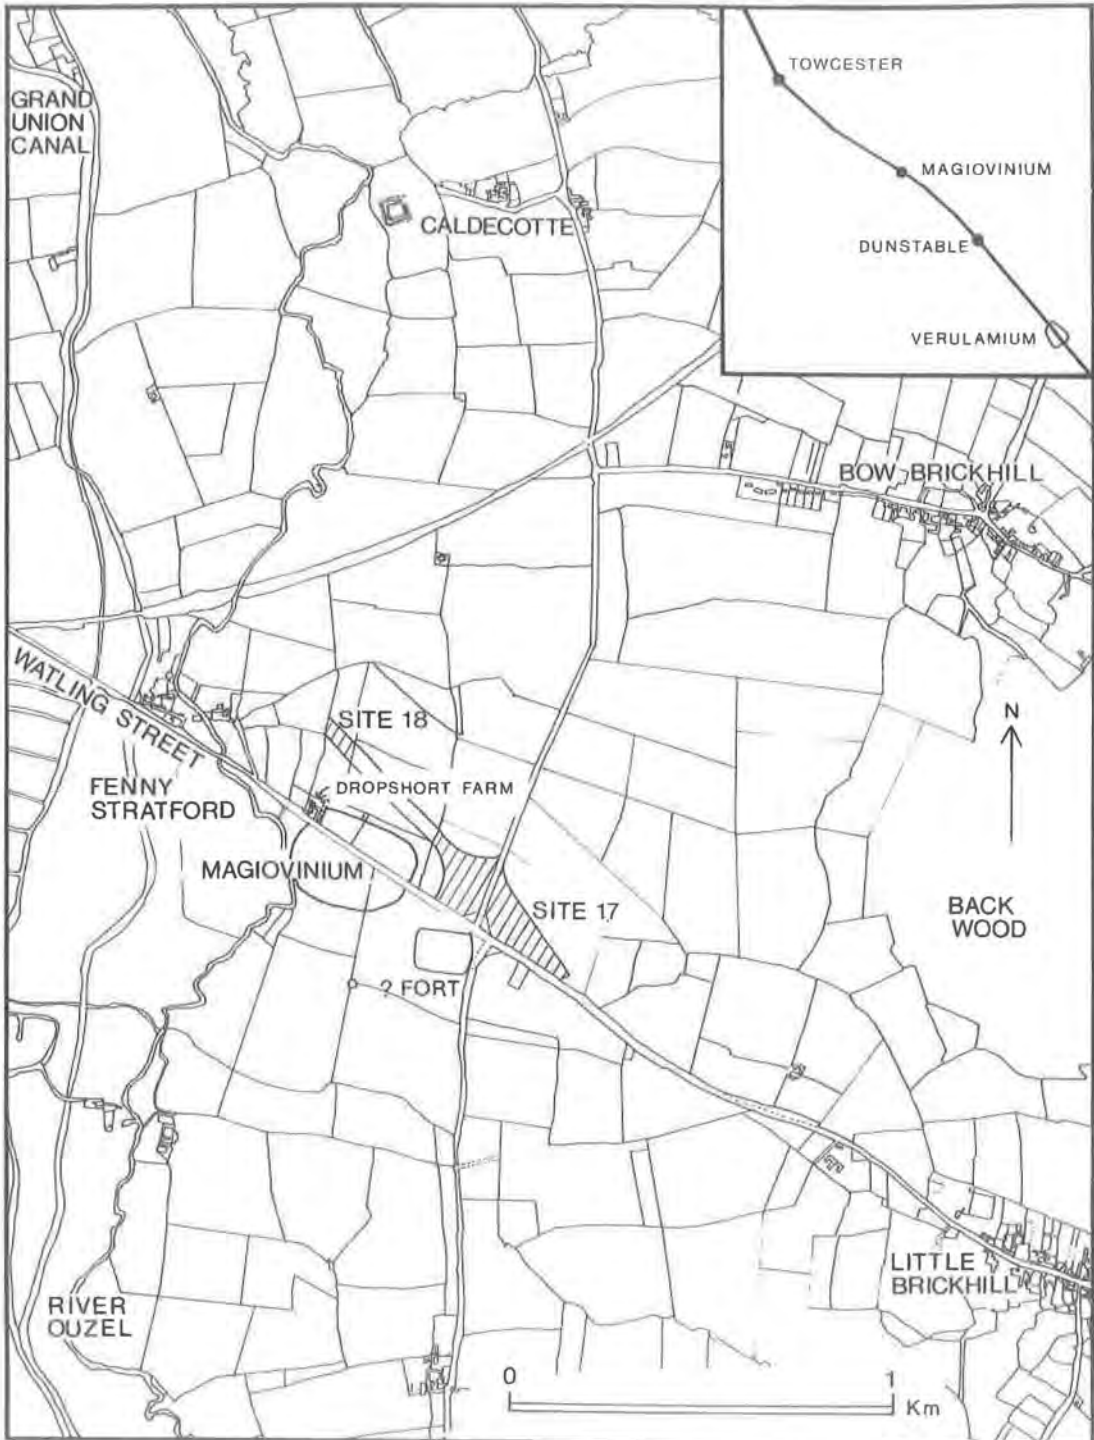 GRAND
UNION
CANAL
TOWCESTER
MAGIOVINIUM
DUNSTABLE
VERULAMIUM
CALDECOTTE
BOW BRICKHILL
WATLING STREET
SITE 18
N
DROPSHORT FARM
FENNY
STRATFORD
MAGIOVINIUM
SITE 17
BACK
WOOD
? FORT
LITTLE
BRICKHILL
RIVER
OUZEL
0 1
Km